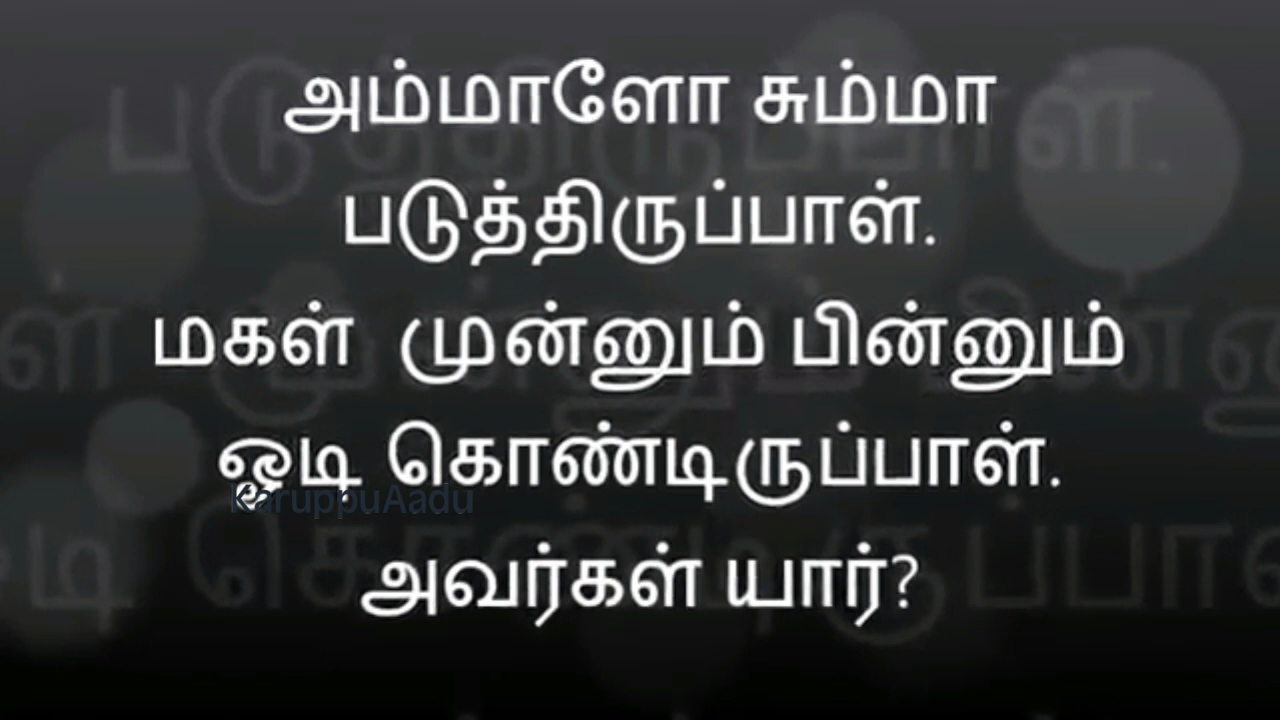 அம்மாளோ சும்மா
படுத்திருப்பாள்.
மகள் முன்னும் பின்னும்
ஓடி கொண்டிருப்பாள்.
KaruppuAadu
அவர்கள் யார்?